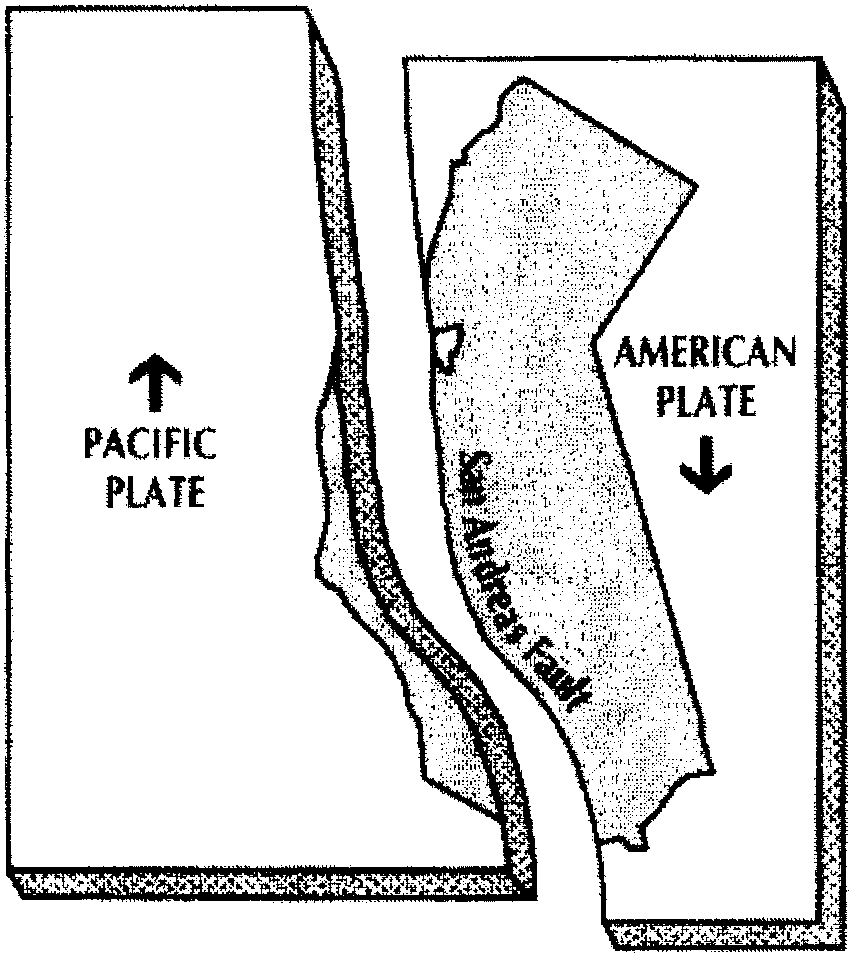 PACIFIC
PLATE
AMERICAN
PLATE
San Andreas Fault